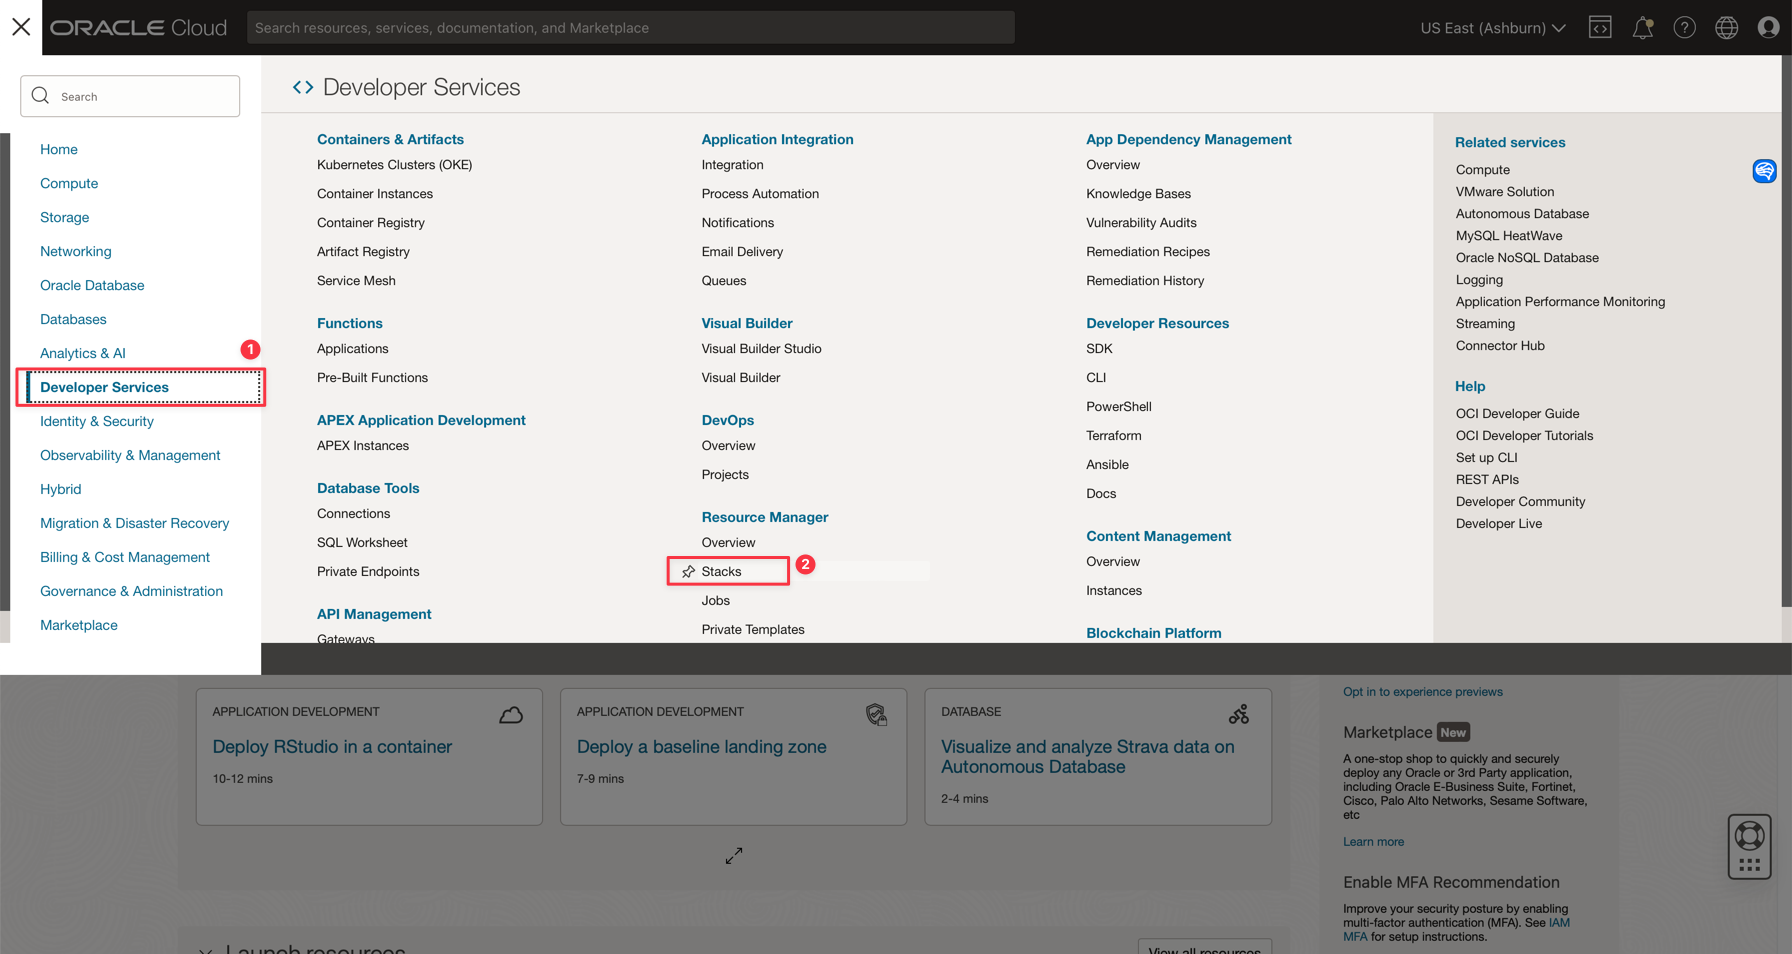 ORACLE Cloud
Search resources, services, documentation, and Marketplace
US East (Ashburn)
Search
Home
Compute
Storage
Networking
Oracle Database
Databases
Analytics & AI
1
Developer Services
Identity & Security
Observability & Management
Hybrid
Migration & Disaster Recovery
Billing & Cost Management
Governance & Administration
Marketplace
Developer Services
Containers & Artifacts
Kubernetes Clusters (OKE)
Container Instances
Container Registry
Artifact Registry
Service Mesh
Functions
Applications
Pre-Built Functions
APEX Application Development
APEX Instances
Database Tools
Connections
SQL Worksheet
Private Endpoints
API Management
Gateways
Application Integration
Integration
Process Automation
Notifications
Email Delivery
Queues
Visual Builder
Visual Builder Studio
Visual Builder
DevOps
Overview
Projects
Resource Manager
Overview
Stacks
2
Jobs
Private Templates
App Dependency Management
Overview
Knowledge Bases
Vulnerability Audits
Remediation Recipes
Remediation History
Developer Resources
SDK
CLI
PowerShell
Terraform
Ansible
Docs
Content Management
Overview
Instances
Blockchain Platform
Related services
Compute
VMware Solution
Autonomous Database
MySQL HeatWave
Oracle NoSQL Database
Logging
Application Performance Monitoring
Streaming
Connector Hub
Help
OCI Developer Guide
OCI Developer Tutorials
Set up CLI
REST APIs
Developer Community
Developer Live
APPLICATION DEVELOPMENT
Deploy RStudio in a container
10-12 mins
APPLICATION DEVELOPMENT
Deploy a baseline landing zone
7-9 mins
DATABASE
Visualize and analyze Strava data on
Autonomous Database
2-4 mins
Launch resources
View all resources
Opt in to experience previews
Marketplace New
A one-stop shop to quickly and securely
deploy any Oracle or 3rd Party application,
including Oracle E-Business Suite, Fortinet,
Cisco, Palo Alto Networks, Sesame Software,
etc
Learn more
Enable MFA Recommendation
Improve your security posture by enabling
multi-factor authentication (MFA). See IAM
MFA for setup instructions.